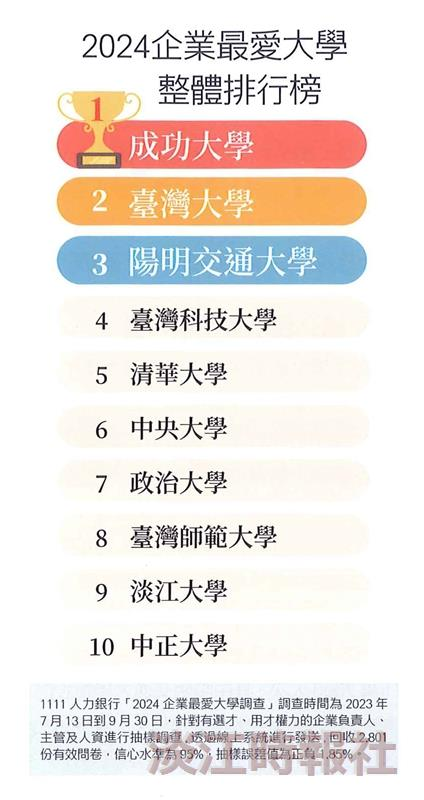 2024企業最愛大學
整體排行榜
1 成功大學
2 臺灣大學
3 陽明交通大學
4 臺灣科技大學
5 清華大學
6 中央大學
7 政治大學
8 臺灣師範大學
9 淡江大學
10 中正大學
1111 人力銀行「2024 企業最愛大學調查」調查時間為 2023 年
7 月 13 日到 9 月 30 日，針對有選才、用才權力的企業負責人、
主管及人資進行抽樣調查，透過線上系統進行發送，回收 2,801
份有效問卷，信心水準為 95%，抽樣誤差值為正負 1.85%。
淡江時報社